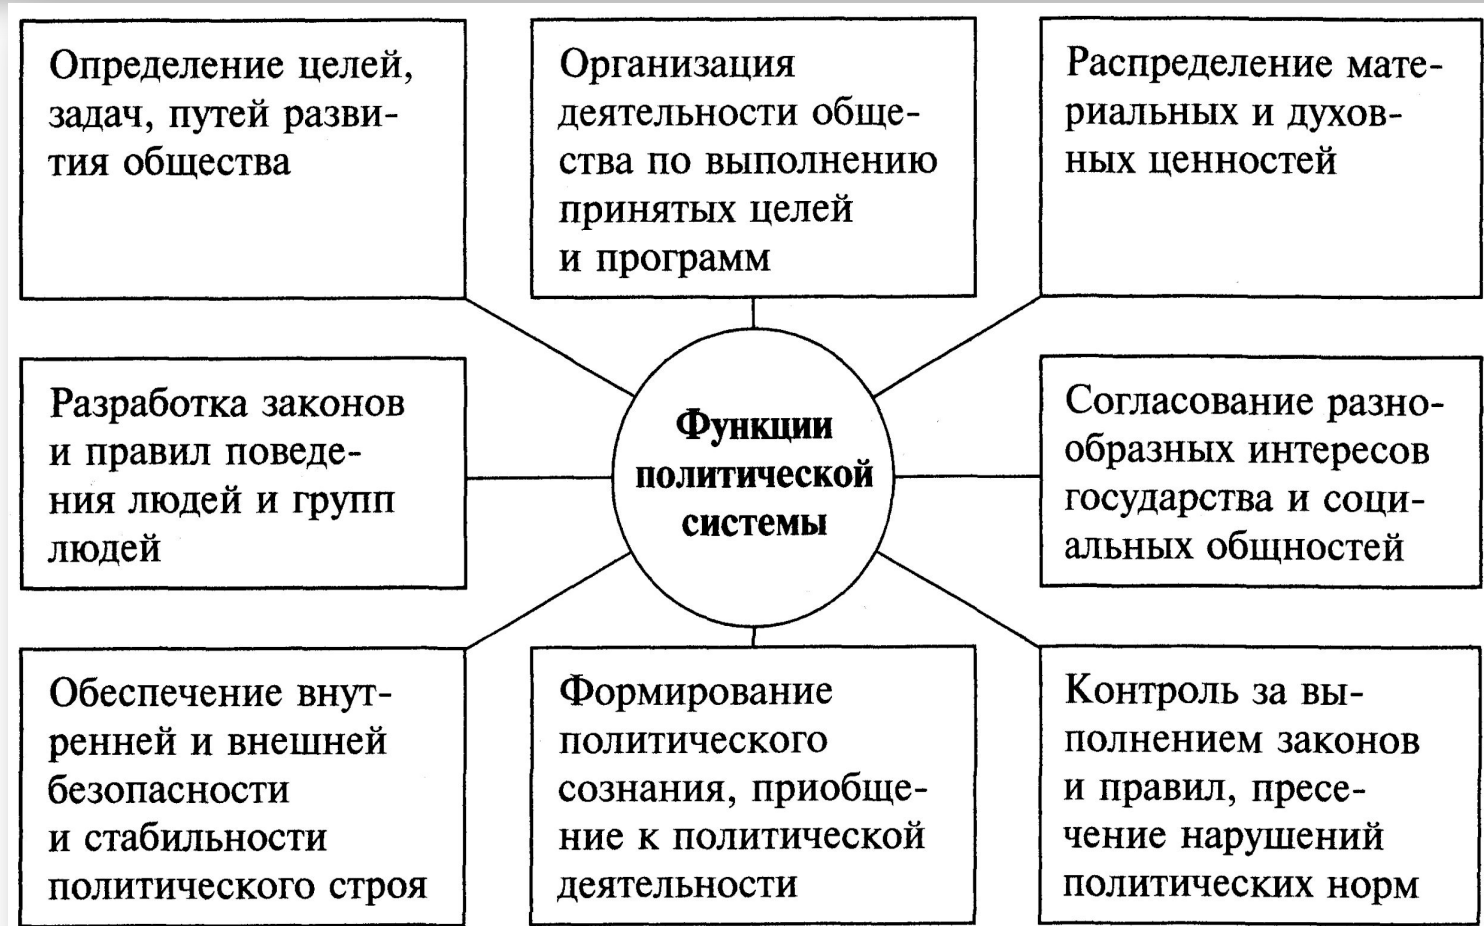 Определение целей,
задач, путей разви-
тия общества
Организация
деятельности обще-
ства по выполнению
принятых целей
и программ
Распределение мате-
риальных и духов-
ных ценностей
Разработка законов
и правил поведе-
ния людей и групп
людей
Функции
политической
системы
Согласование разно-
образных интересов
государства и соци-
альных общностей
Обеспечение внут-
ренней и внешней
безопасности
и стабильности
политического строя
Формирование
политического
сознания, приобще-
ние к политической
деятельности
Контроль за вы-
полнением законов
и правил, пресе-
чение нарушений
политических норм